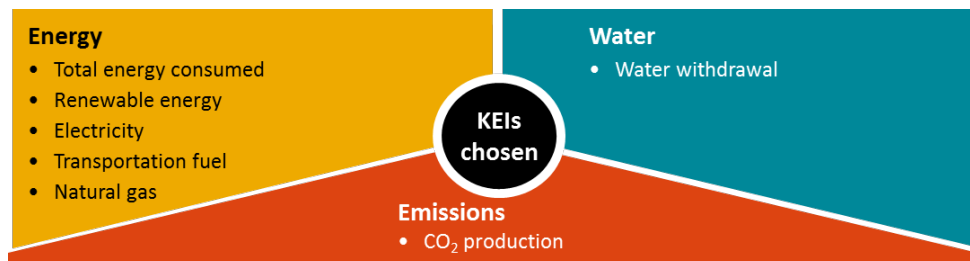 Energy
• Total energy consumed
• Renewable energy
• Electricity
• Transportation fuel
• Natural gas
Water
• Water withdrawal
KEIs
chosen
Emissions
• CO₂ production